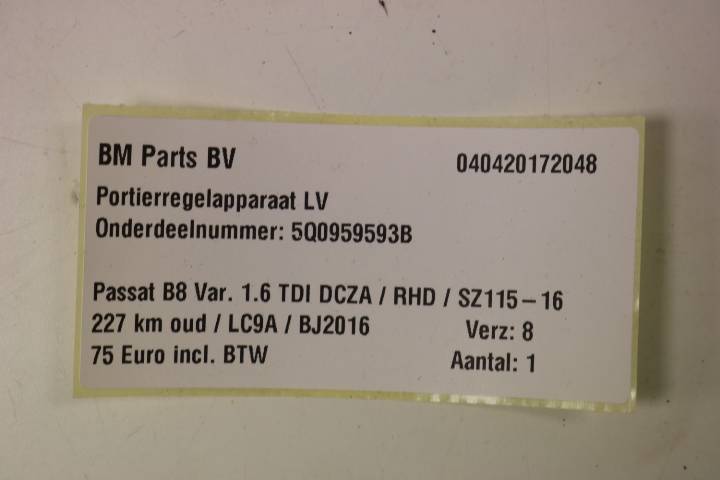 BM Parts BV 040420172048
Portierregelapparaat LV
Onderdeelnummer: 5Q0959593B
Passat B8 Var. 1.6 TDI DCZA / RHD / SZ115-16
227 km oud / LC9A / BJ2016 Verz: 8
75 Euro incl. BTW Aantal: 1